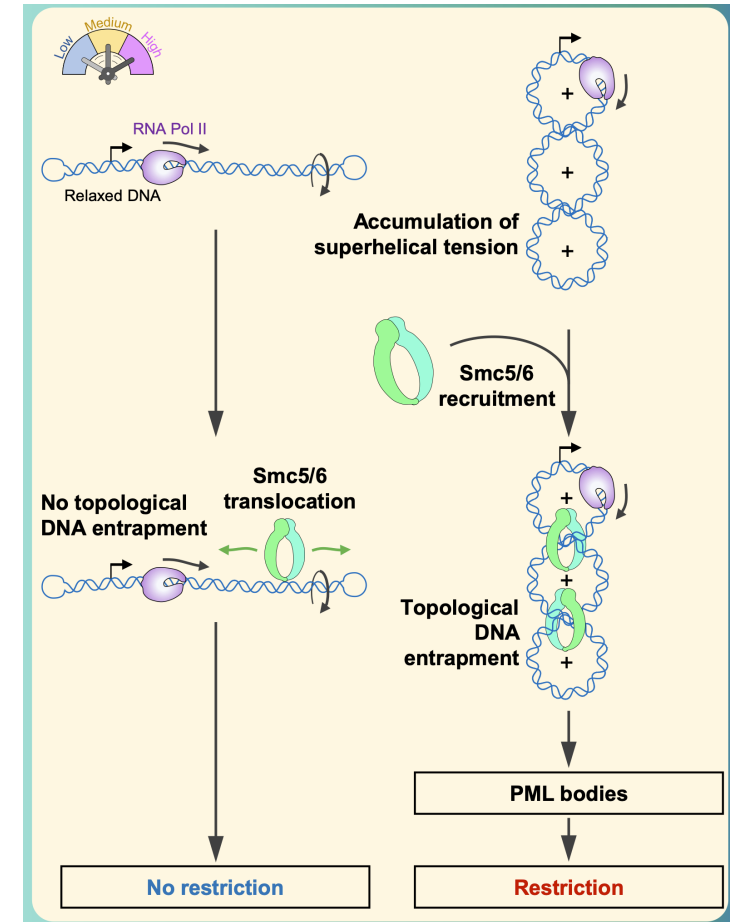 Low
Medium
High
RNA Pol II
Relaxed DNA
+
+
+
Accumulation of
superhelical tension
Smc5/6
recruitment
Smc5/6
translocation
No topological
DNA entrapment
+
+
+
Topological
DNA
entrapment
PML bodies
No restriction
Restriction